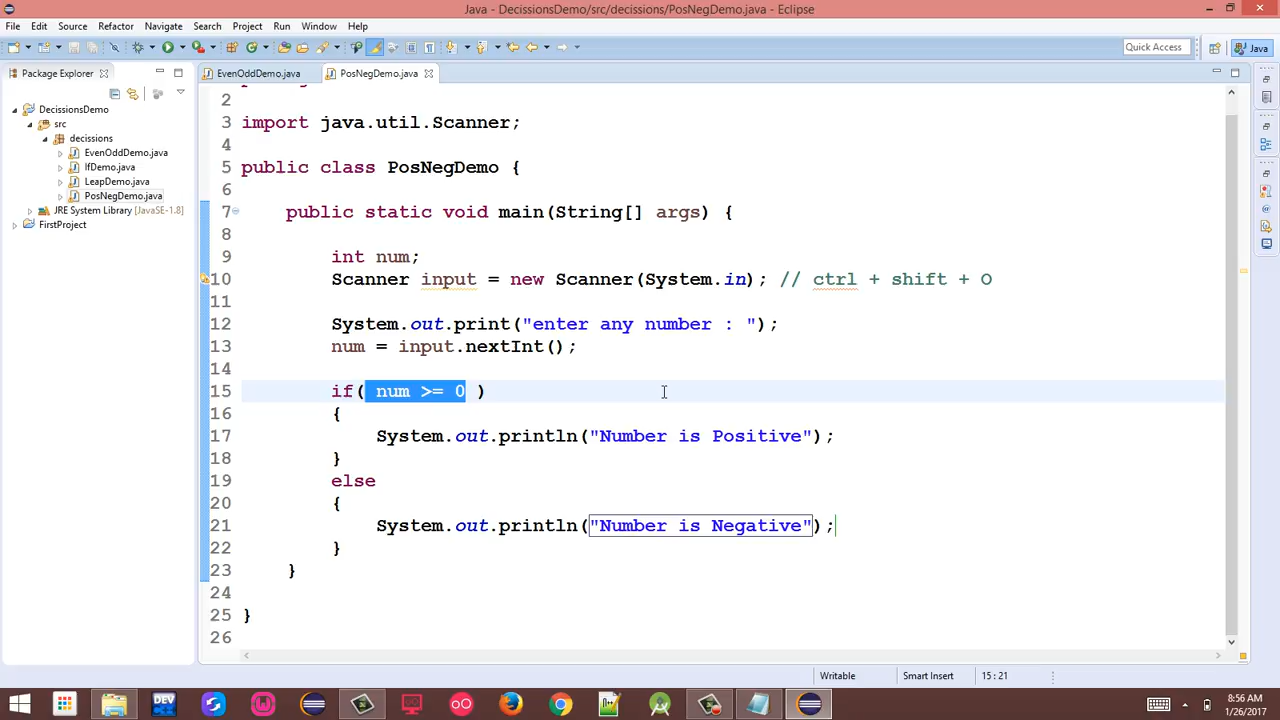 Java - DecissionsDemo/src/decissions/PosNegDemo.java - Eclipse
File Edit Source Refactor Navigate Search Project Run Window Help
Quick Access
Java
Package Explorer
EvenOddDemo.java
PosNegDemo.java
DecissionsDemo
src
decissions
EvenOddDemo.java
IfDemo.java
LeapDemo.java
PosNegDemo.java
JRE System Library [JavaSE-1.8]
FirstProject
2
3 import java.util.Scanner;
4
5 public class PosNegDemo {
6
7 public static void main(String[] args) {
8
9 int num;
10 Scanner input = new Scanner(System.in); // ctrl + shift + O
11
12 System.out.print("enter any number : ");
13 num = input.nextInt();
14
15 if( num >= 0 )
16 {
17 System.out.println("Number is Positive");
18 }
19 else
20 {
21 System.out.println("Number is Negative");
22 }
23 }
24
25 }
26
Writable
Smart Insert
15 : 21
DEV
8:56 AM
1/26/2017